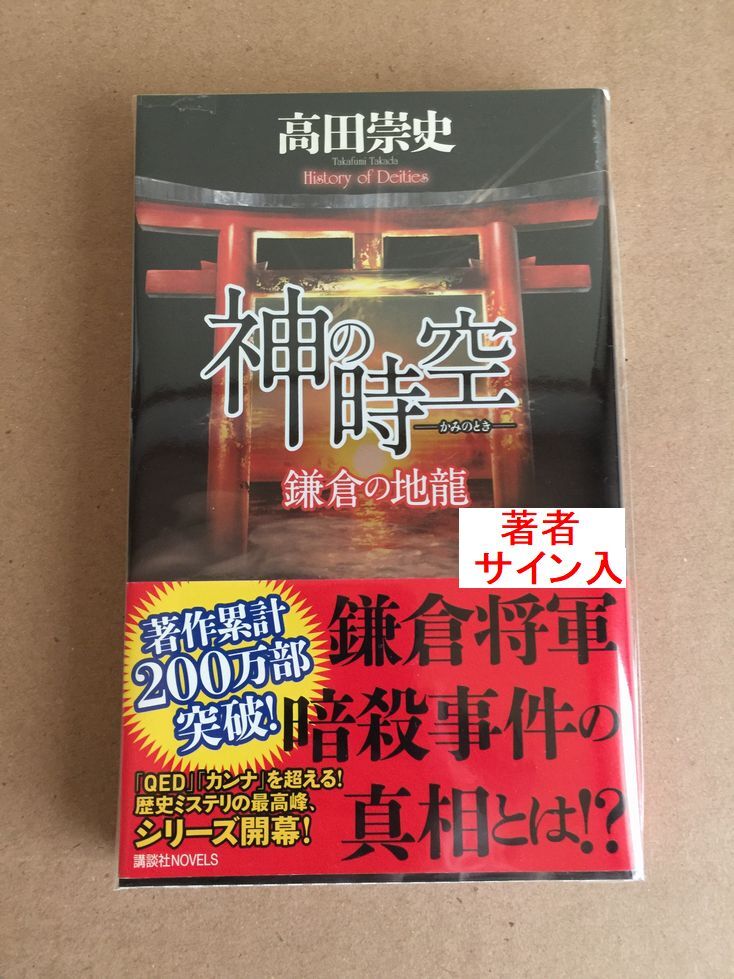 高田崇史
Takafumi Takada
History of Deities
神の時空
―かみのとき―
鎌倉の地龍
著者
サイン入
著作累計
200万部
突破!
鎌倉将軍
暗殺事件の
真相とは!?
『QED』『カンナ』を超える!
歴史ミステリの最高峰、
シリーズ開幕!
講談社NOVELS